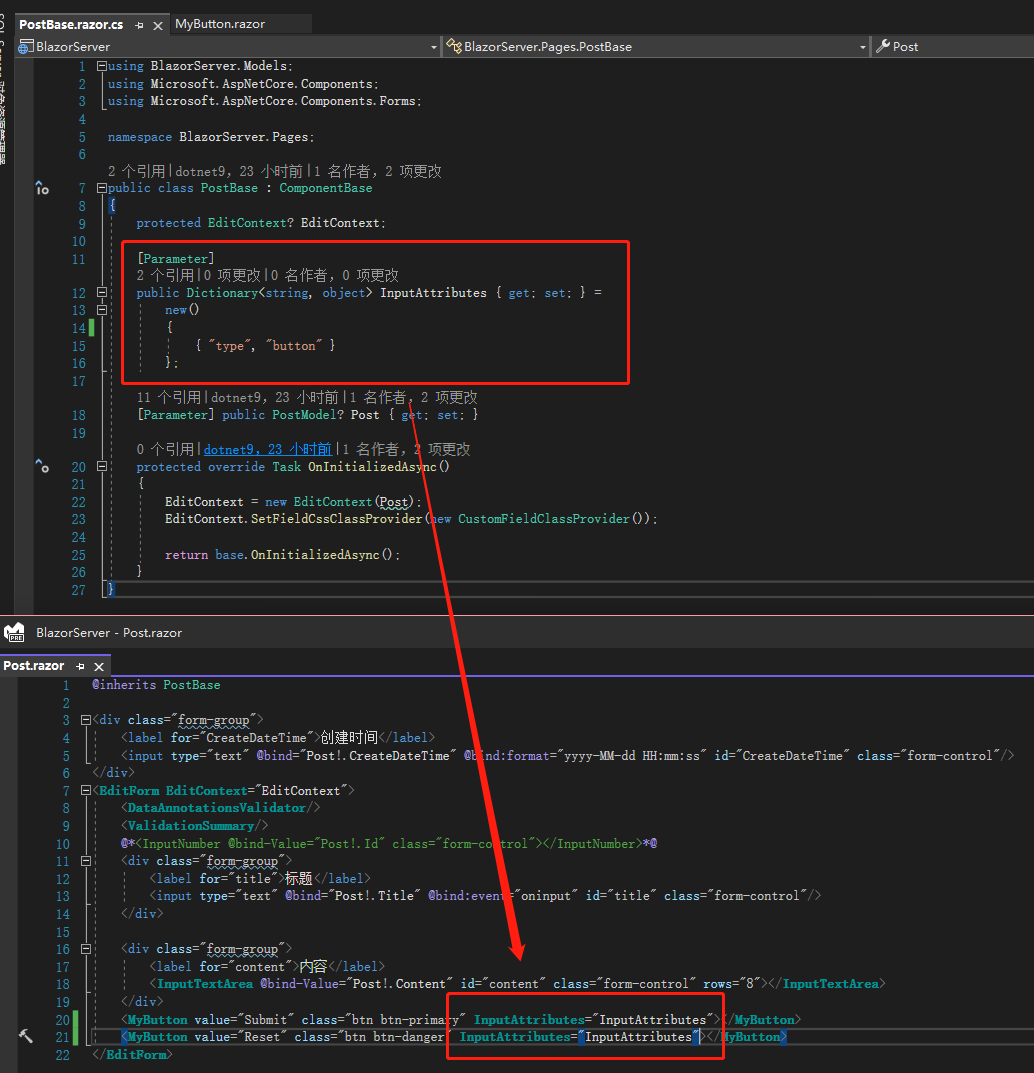 PostBase.razor.cs MyButton.razor
BlazorServer BlazorServer.Pages.PostBase Post
1 using BlazorServer.Models;
2 using Microsoft.AspNetCore.Components;
3 using Microsoft.AspNetCore.Components.Forms;
4
5 namespace BlazorServer.Pages;
6
2 个引用|dotnet9, 23 小时前|1 名作者, 2 项更改
7 public class PostBase : ComponentBase
8 {
9 protected EditContext? EditContext;
10
11 [Parameter]
2 个引用|0 项更改|0 名作者, 0 项更改
12 public Dictionary<string, object> InputAttributes { get; set; } =
13 new()
14 {
15 { "type", "button" }
16 };
17
11 个引用|dotnet9, 23 小时前|1 名作者, 2 项更改
18 [Parameter] public PostModel? Post { get; set; }
19
0 个引用|dotnet9, 23 小时前|1 名作者, 2 项更改
20 protected override Task OnInitializedAsync()
21 {
22 EditContext = new EditContext(Post);
23 EditContext.SetFieldCssClassProvider(new CustomFieldClassProvider());
24
25 return base.OnInitializedAsync();
26 }
27 }
BlazorServer - Post.razor
Post.razor
1 @inherits PostBase
2
3 <div class="form-group">
4 <label for="CreateDateTime">创建时间</label>
5 <input type="text" @bind="Post!.CreateDateTime" @bind:format="yyyy-MM-dd HH:mm:ss" id="CreateDateTime" class="form-control"/>
6 </div>
7 <EditForm EditContext="EditContext">
8 <DataAnnotationsValidator/>
9 <ValidationSummary/>
10 @*<InputNumber @bind-Value="Post!.Id" class="form-control"></InputNumber>*@
11 <div class="form-group">
12 <label for="title">标题</label>
13 <input type="text" @bind="Post!.Title" @bind:event="oninput" id="title" class="form-control"/>
14 </div>
15
16 <div class="form-group">
17 <label for="content">内容</label>
18 <InputTextArea @bind-Value="Post!.Content" id="content" class="form-control" rows="8"></InputTextArea>
19 </div>
20 <MyButton value="Submit" class="btn btn-primary" InputAttributes="InputAttributes"></MyButton>
21 <MyButton value="Reset" class="btn btn-danger" InputAttributes="InputAttributes"></MyButton>
22 </EditForm>